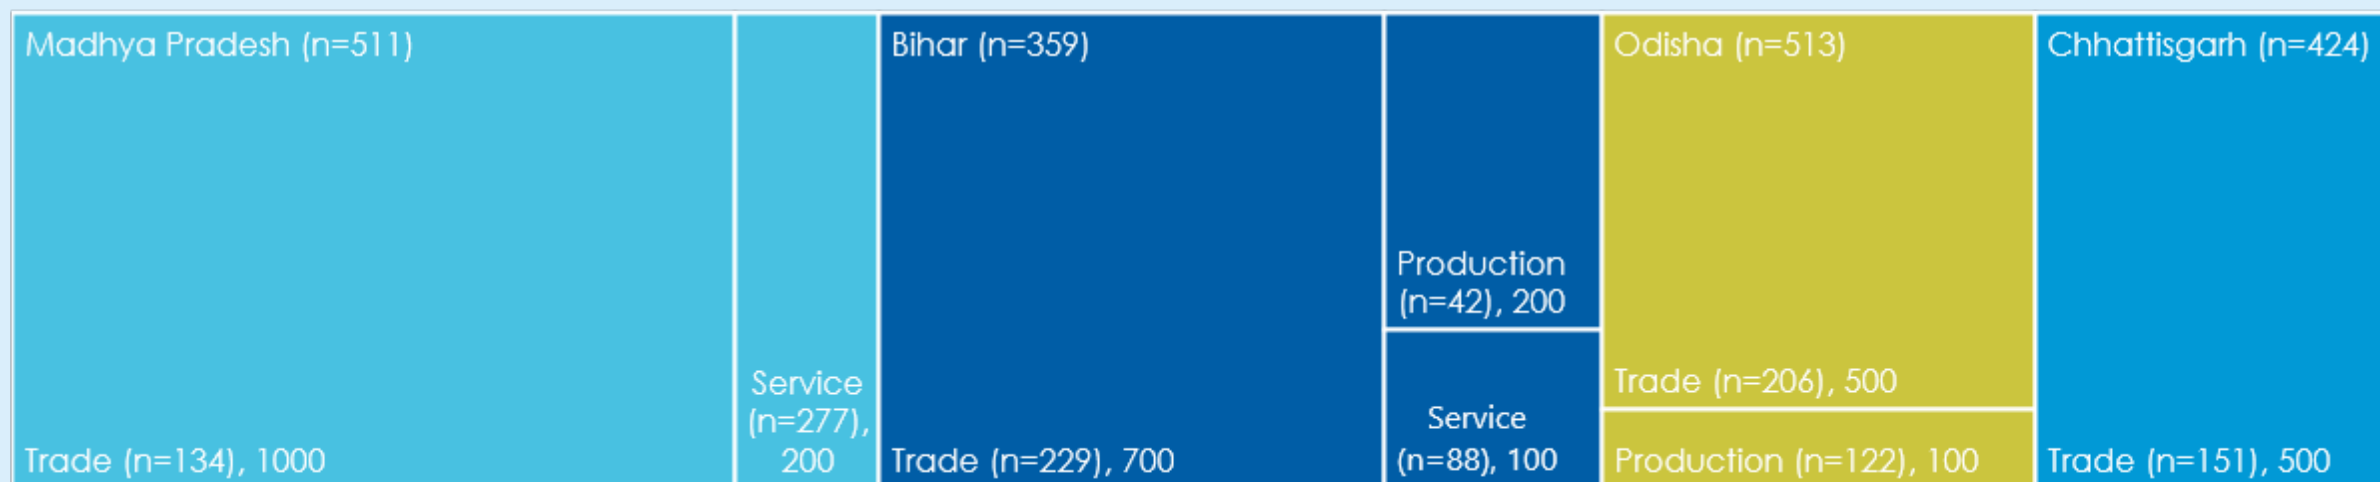 Madhya Pradesh (n=511)
Trade (n=134), 1000
Service
(n=277),
200
Bihar (n=359)
Trade (n=229), 700
Production
(n=42), 200
Service
(n=88), 100
Odisha (n=513)
Trade (n=206), 500
Production (n=122), 100
Chhattisgarh (n=424)
Trade (n=151), 500